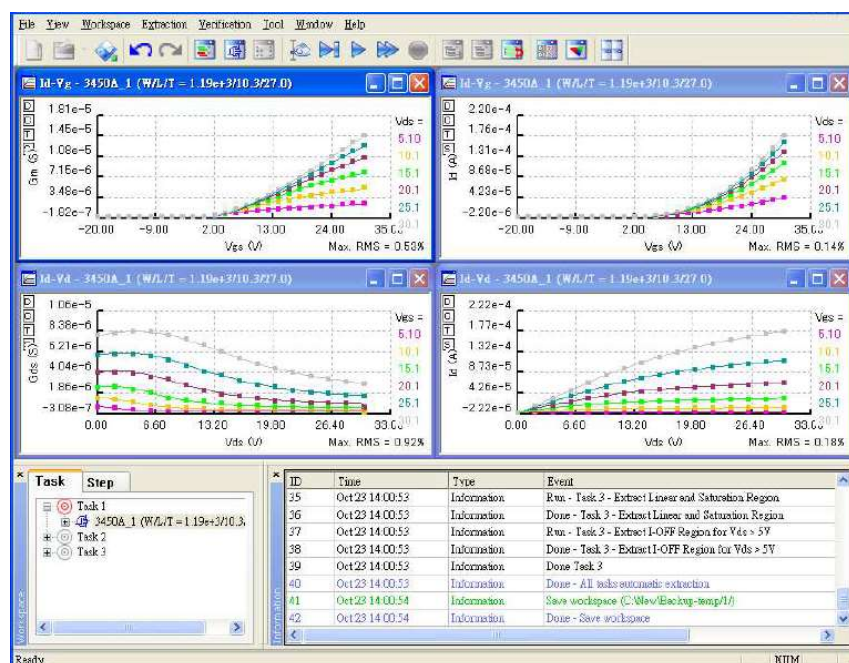 File View Workspace Extraction Verification Tool Window Help
Id-Vg - 3450A_1 (W/L/T = 1.19e+3/10.3/27.0)
D
O
T
1.81e-5
1.45e-5
1.08e-5
7.15e-6
3.48e-6
-1.82e-7
Gm (S)
-20.00 -9.00 2.00 13.00 24.00 35.00
Vgs (V)
Max. RMS = 0.53%
Vds =
5.10
10.1
15.1
20.1
25.1
30.1
Id-Vg - 3450A_1 (W/L/T = 1.19e+3/10.3/27.0)
D
O
T
S
2.20e-4
1.76e-4
1.31e-4
8.68e-5
4.23e-5
-2.20e-6
Id (A)
-20.00 -9.00 2.00 13.00 24.00 35.00
Vgs (V)
Max. RMS = 0.14%
Vds =
5.10
10.1
15.1
20.1
25.1
30.1
Id-Vd - 3450A_1 (W/L/T = 1.19e+3/10.3/27.0)
D
O
T
1.06e-5
8.38e-6
6.21e-6
4.04e-6
1.86e-6
-3.08e-7
Gds (S)
0.00 6.60 13.20 19.80 26.40 33.00
Vds (V)
Max. RMS = 0.92%
Vgs =
5.10
10.1
15.1
20.1
25.1
30.1
Id-Vd - 3450A_1 (W/L/T = 1.19e+3/10.3/27.0)
D
O
T
S
2.22e-4
1.77e-4
1.32e-4
8.73e-5
4.26e-5
-2.22e-6
Id (A)
0.00 6.60 13.20 19.80 26.40 33.00
Vds (V)
Max. RMS = 0.18%
Vgs =
5.10
10.1
15.1
20.1
25.1
30.1
Workspace
Task Step
Task 1
3450A_1 (W/L/T = 1.19e+3/10.3
Task 2
Task 3
Information
ID Time Type Event
35 Oct 23 14:00:53 Information Run - Task 3 - Extract Linear and Saturation Region
36 Oct 23 14:00:53 Information Done - Task 3 - Extract Linear and Saturation Region
37 Oct 23 14:00:53 Information Run - Task 3 - Extract I-OFF Region for Vds > 5V
38 Oct 23 14:00:53 Information Done - Task 3 - Extract I-OFF Region for Vds > 5V
39 Oct 23 14:00:53 Information Done Task 3
40 Oct 23 14:00:53 Information Done - All tasks automatic extraction
41 Oct 23 14:00:54 Information Save workspace (C:\New\Backup-temp/1/)
42 Oct 23 14:00:54 Information Done - Save workspace
Ready
NUM